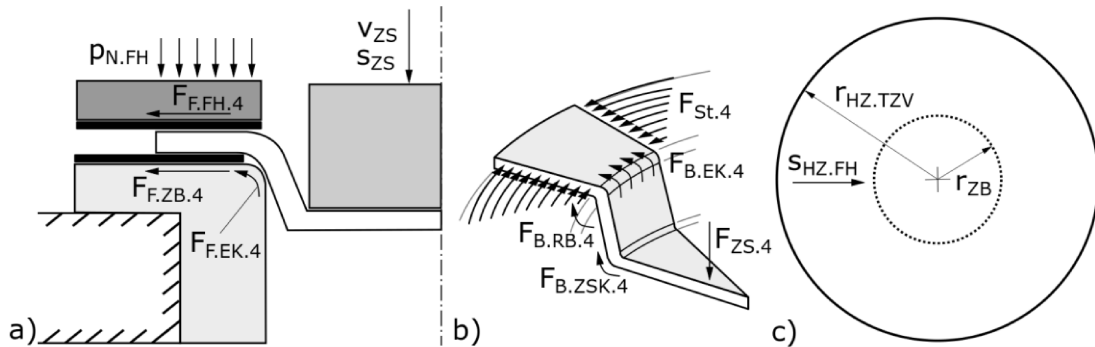 p_N.FH
F_F.FH.4
F_F.ZB.4
F_F.EK.4
v_ZS
s_ZS
a)
F_St.4
F_B.EK.4
F_B.RB.4
F_B.ZSK.4
F_ZS.4
b)
r_HZ.TZV
s_HZ.FH
r_ZB
c)